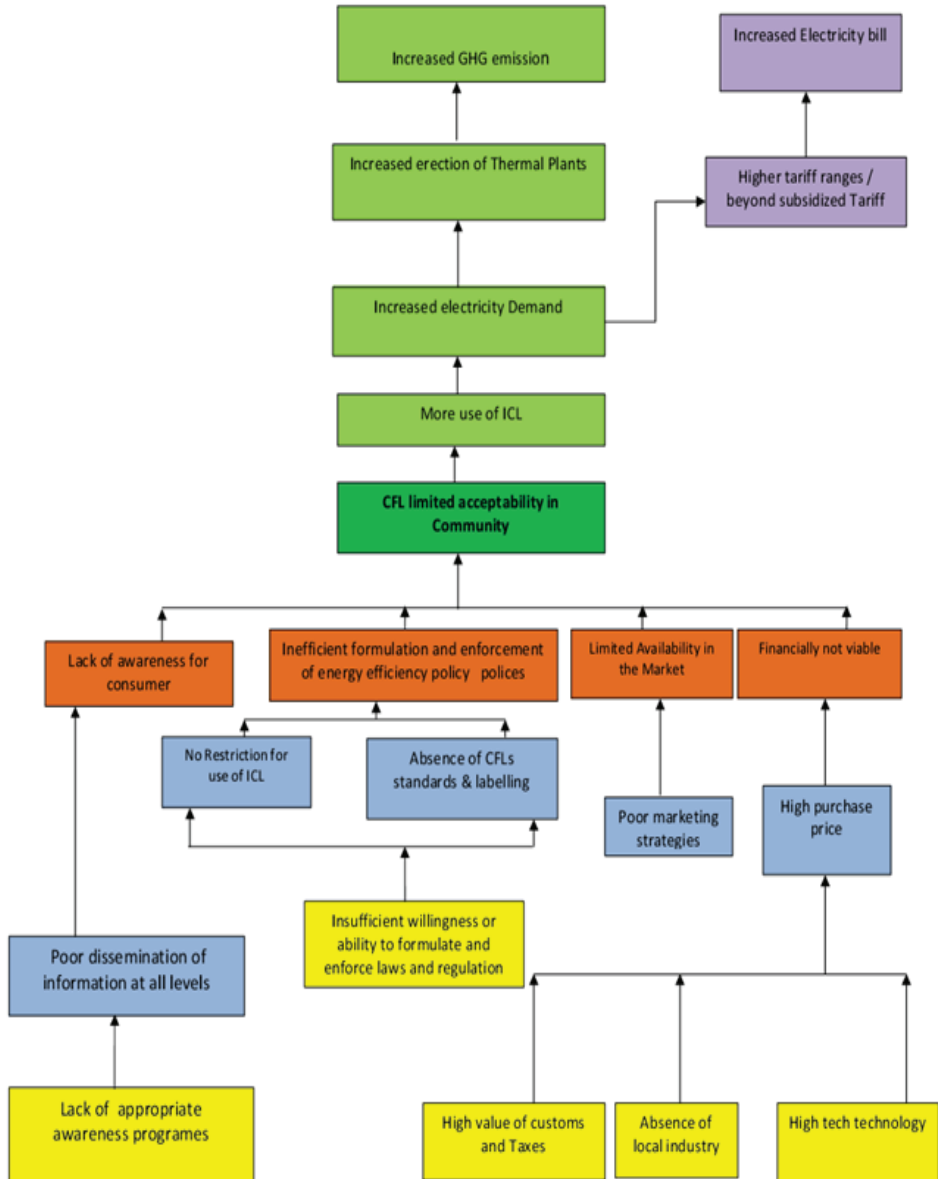 Increased GHG emission
Increased Electricity bill
Increased erection of Thermal Plants
Higher tariff ranges /
beyond subsidized Tariff
Increased electricity Demand
More use of ICL
CFL limited acceptability in
Community
Lack of awareness for
consumer
Inefficient formulation and enforcement
of energy efficiency policy polices
Limited Availability in
the Market
Financially not viable
No Restriction for
use of ICL
Absence of CFLs
standards & labelling
Poor marketing
strategies
High purchase
price
Insufficient willingness or
ability to formulate and
enforce laws and regulation
Poor dissemination of
information at all levels
Lack of appropriate
awareness programes
High value of customs
and Taxes
Absence of
local industry
High tech technology